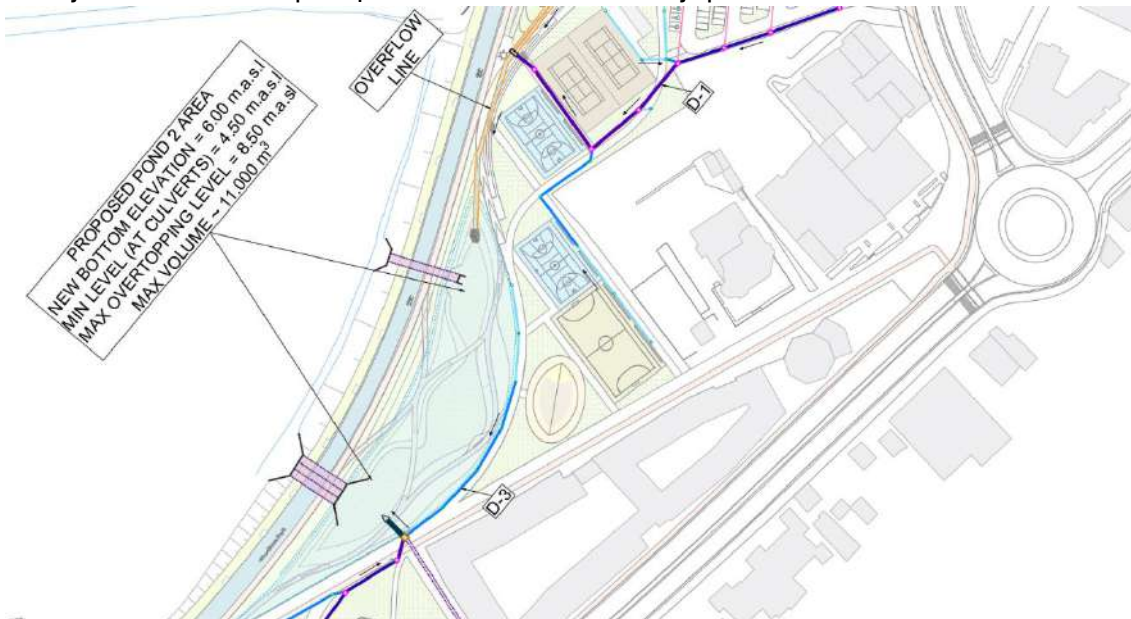 PROPOSED POND 2 AREA
NEW BOTTOM ELEVATION = 6.00 m.a.s.l
MIN LEVEL (AT CULVERTS) = 4.50 m.a.s.l
MAX OVERTOPPING LEVEL = 8.50 m.a.sl
MAX VOLUME ~ 11.000 m³
OVERFLOW
LINE
D-1
D-3